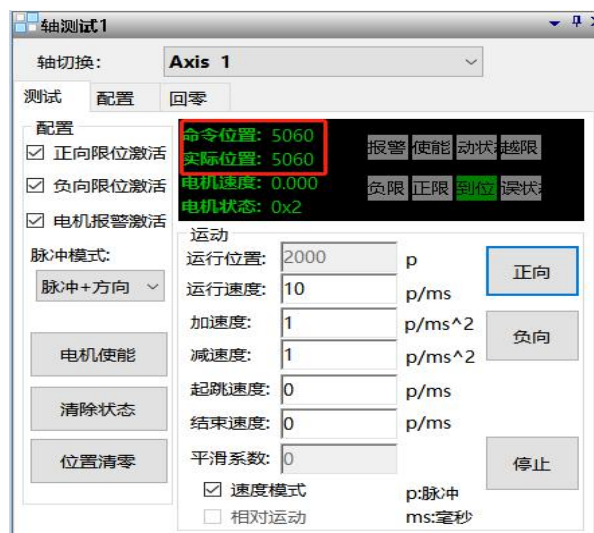 轴测试1
轴切换: Axis 1
测试 配置 回零
配置
正向限位激活
负向限位激活
电机报警激活
脉冲模式:
脉冲+方向
电机使能
清除状态
位置清零
命令位置: 5060
实际位置: 5060
电机速度: 0.000
电机状态: 0x2
报警 使能 动状 越限
负限 正限 到位 误状
运动
运行位置: 2000 p
运行速度: 10 p/ms
加速度: 1 p/ms^2
减速度: 1 p/ms^2
起跳速度: 0 p/ms
结束速度: 0 p/ms
平滑系数: 0
速度模式 p:脉冲
相对运动 ms:毫秒
正向
负向
停止